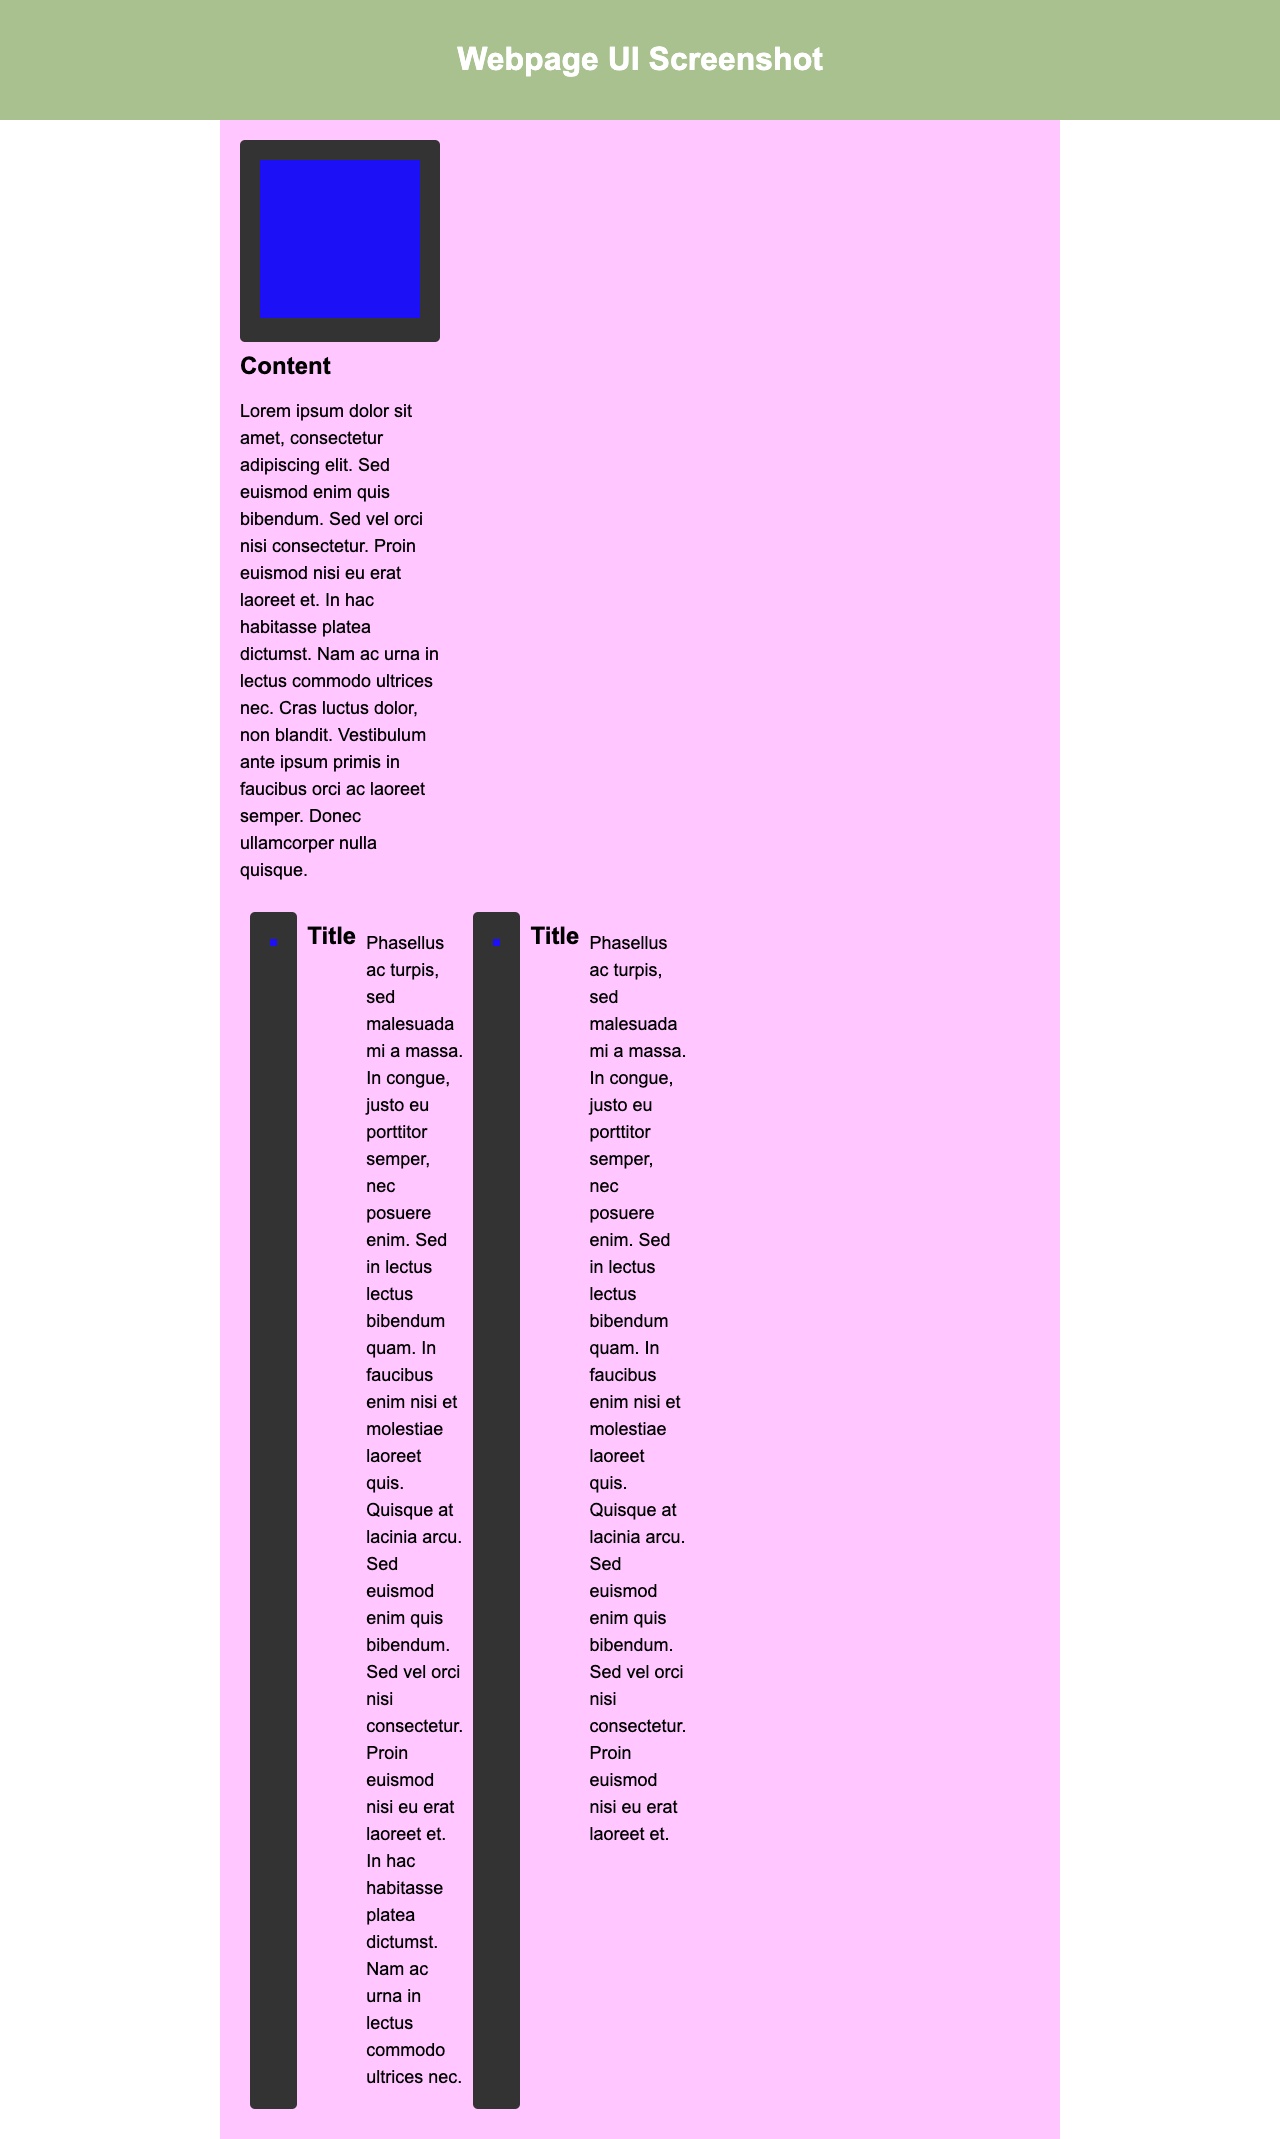 Webpage UI Screenshot
Content
Lorem ipsum dolor sit
amet, consectetur
adipiscing elit. Sed
euismod enim quis
bibendum. Sed vel orci
nisi consectetur. Proin
euismod nisi eu erat
laoreet et. In hac
habitasse platea
dictumst. Nam ac urna in
lectus commodo ultrices
nec. Cras luctus dolor,
non blandit. Vestibulum
ante ipsum primis in
faucibus orci ac laoreet
semper. Donec
ullamcorper nulla
quisque.
Title
Phasellus
ac turpis,
sed
malesuada
mi a massa.
In congue,
justo eu
porttitor
semper,
nec
posuere
enim. Sed
in lectus
lectus
bibendum
quam. In
faucibus
enim nisi et
molestiae
laoreet
quis.
Quisque at
lacinia arcu.
Sed
euismod
enim quis
bibendum.
Sed vel orci
nisi
consectetur.
Proin
euismod
nisi eu erat
laoreet et.
In hac
habitasse
platea
dictumst.
Nam ac
urna in
lectus
commodo
ultrices nec.
Title
Phasellus
ac turpis,
sed
malesuada
mi a massa.
In congue,
justo eu
porttitor
semper,
nec
posuere
enim. Sed
in lectus
lectus
bibendum
quam. In
faucibus
enim nisi et
molestiae
laoreet
quis.
Quisque at
lacinia arcu.
Sed
euismod
enim quis
bibendum.
Sed vel orci
nisi
consectetur.
Proin
euismod
nisi eu erat
laoreet et.